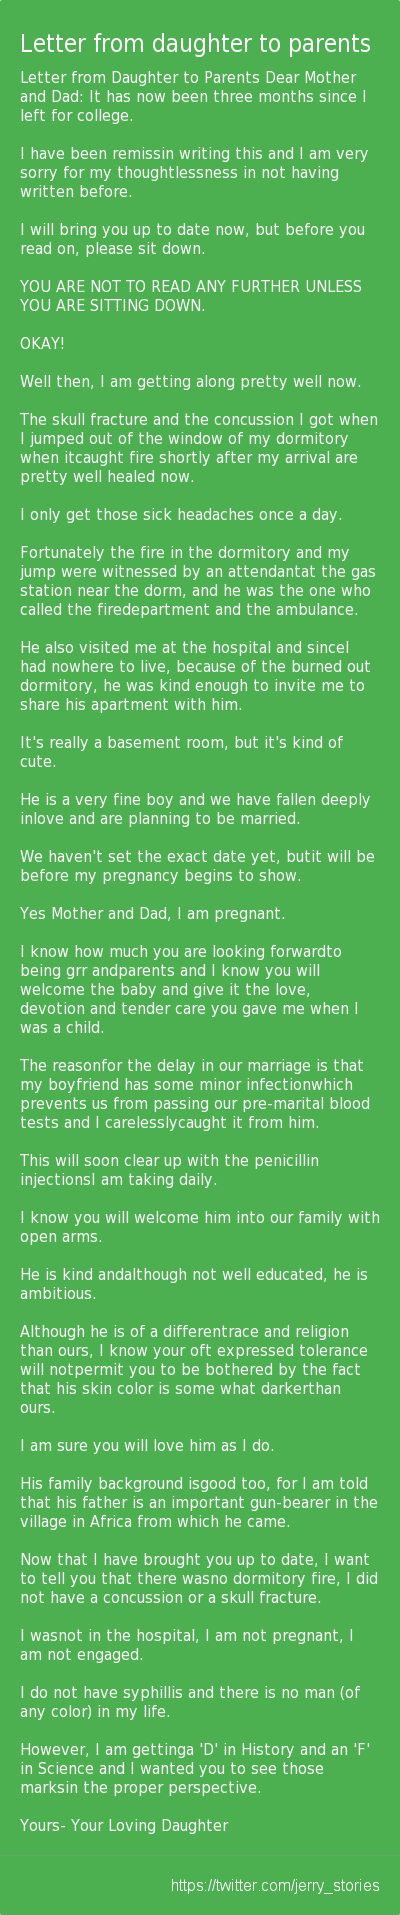 Letter from daughter to parents
Letter from Daughter to Parents Dear Mother
and Dad: It has now been three months since I
left for college.
I have been remissin writing this and I am very
sorry for my thoughtlessness in not having
written before.
I will bring you up to date now, but before you
read on, please sit down.
YOU ARE NOT TO READ ANY FURTHER UNLESS
YOU ARE SITTING DOWN.
OKAY!
Well then, I am getting along pretty well now.
The skull fracture and the concussion I got when
I jumped out of the window of my dormitory
when itcaught fire shortly after my arrival are
pretty well healed now.
I only get those sick headaches once a day.
Fortunately the fire in the dormitory and my
jump were witnessed by an attendantat the gas
station near the dorm, and he was the one who
called the firedepartment and the ambulance.
He also visited me at the hospital and sinceI
had nowhere to live, because of the burned out
dormitory, he was kind enough to invite me to
share his apartment with him.
It's really a basement room, but it's kind of
cute.
He is a very fine boy and we have fallen deeply
inlove and are planning to be married.
We haven't set the exact date yet, butit will be
before my pregnancy begins to show.
Yes Mother and Dad, I am pregnant.
I know how much you are looking forwardto
being grr andparents and I know you will
welcome the baby and give it the love,
devotion and tender care you gave me when I
was a child.
The reasonfor the delay in our marriage is that
my boyfriend has some minor infectionwhich
prevents us from passing our pre-marital blood
tests and I carelesslycaught it from him.
This will soon clear up with the penicillin
injectionsI am taking daily.
I know you will welcome him into our family with
open arms.
He is kind andalthough not well educated, he is
ambitious.
Although he is of a differentrace and religion
than ours, I know your oft expressed tolerance
will notpermit you to be bothered by the fact
that his skin color is some what darkerthan
ours.
I am sure you will love him as I do.
His family background isgood too, for I am told
that his father is an important gun-bearer in the
village in Africa from which he came.
Now that I have brought you up to date, I want
to tell you that there wasno dormitory fire, I did
not have a concussion or a skull fracture.
I wasnot in the hospital, I am not pregnant, I
am not engaged.
I do not have syphillis and there is no man (of
any color) in my life.
However, I am gettinga 'D' in History and an 'F'
in Science and I wanted you to see those
marksin the proper perspective.
Yours- Your Loving Daughter
https://twitter.com/jerry_stories